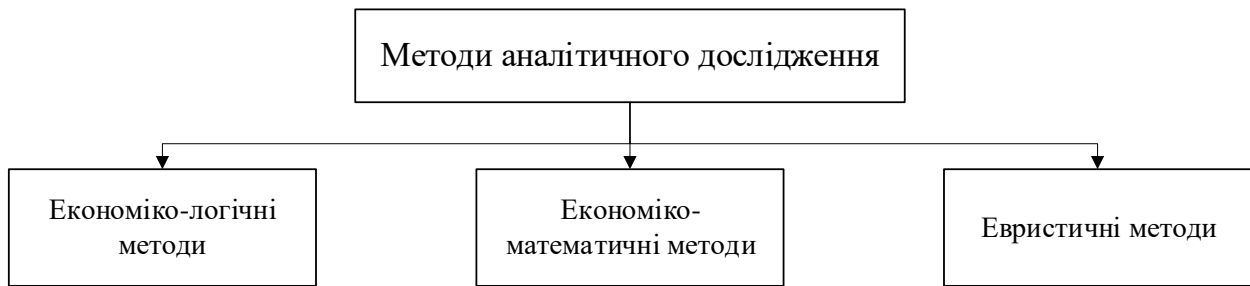 Методи аналітичного дослідження
Економіко-логічні
методи
Економіко-
математичні методи
Евристичні методи